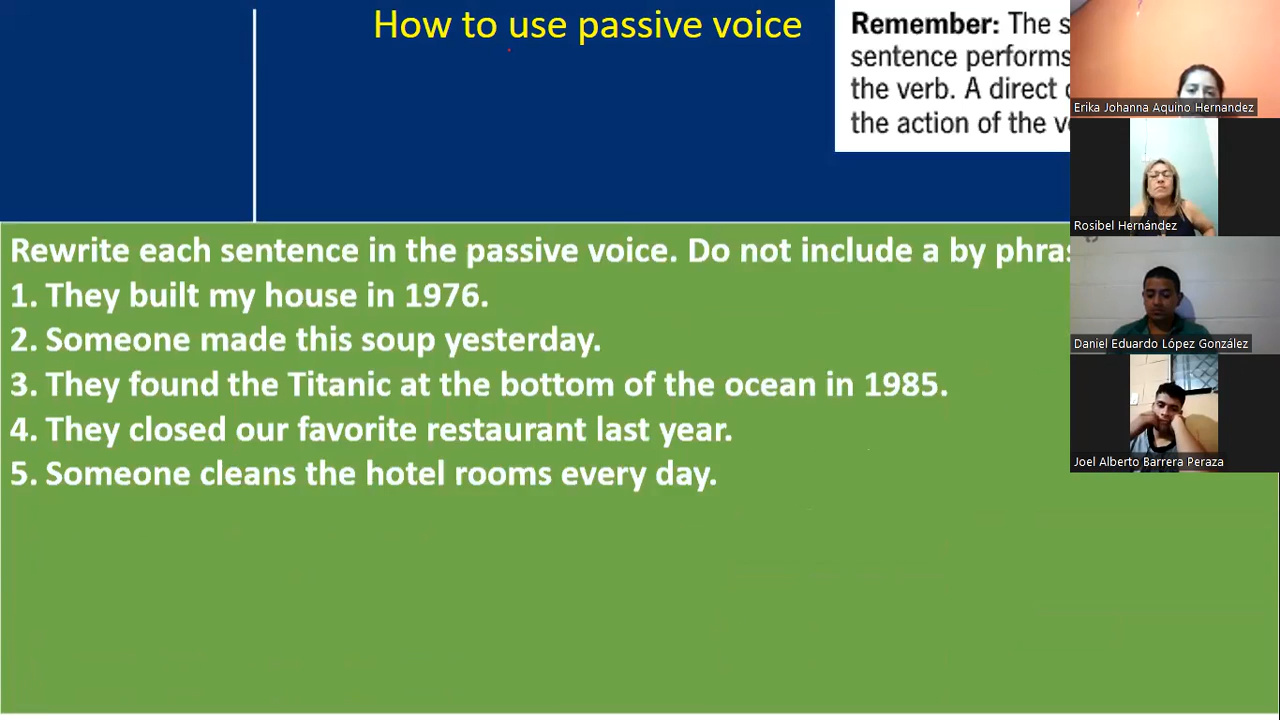 How to use passive voice
Remember: The
sentence performs
the verb. A direct
the action of the
Erika Johanna Aquino Hernandez
Rosibel Hernández
Daniel Eduardo López González
Joel Alberto Barrera Peraza
Rewrite each sentence in the passive voice. Do not include a by
1. They built my house in 1976.
2. Someone made this soup yesterday.
3. They found the Titanic at the bottom of the ocean in 1985.
4. They closed our favorite restaurant last year.
5. Someone cleans the hotel rooms every day.